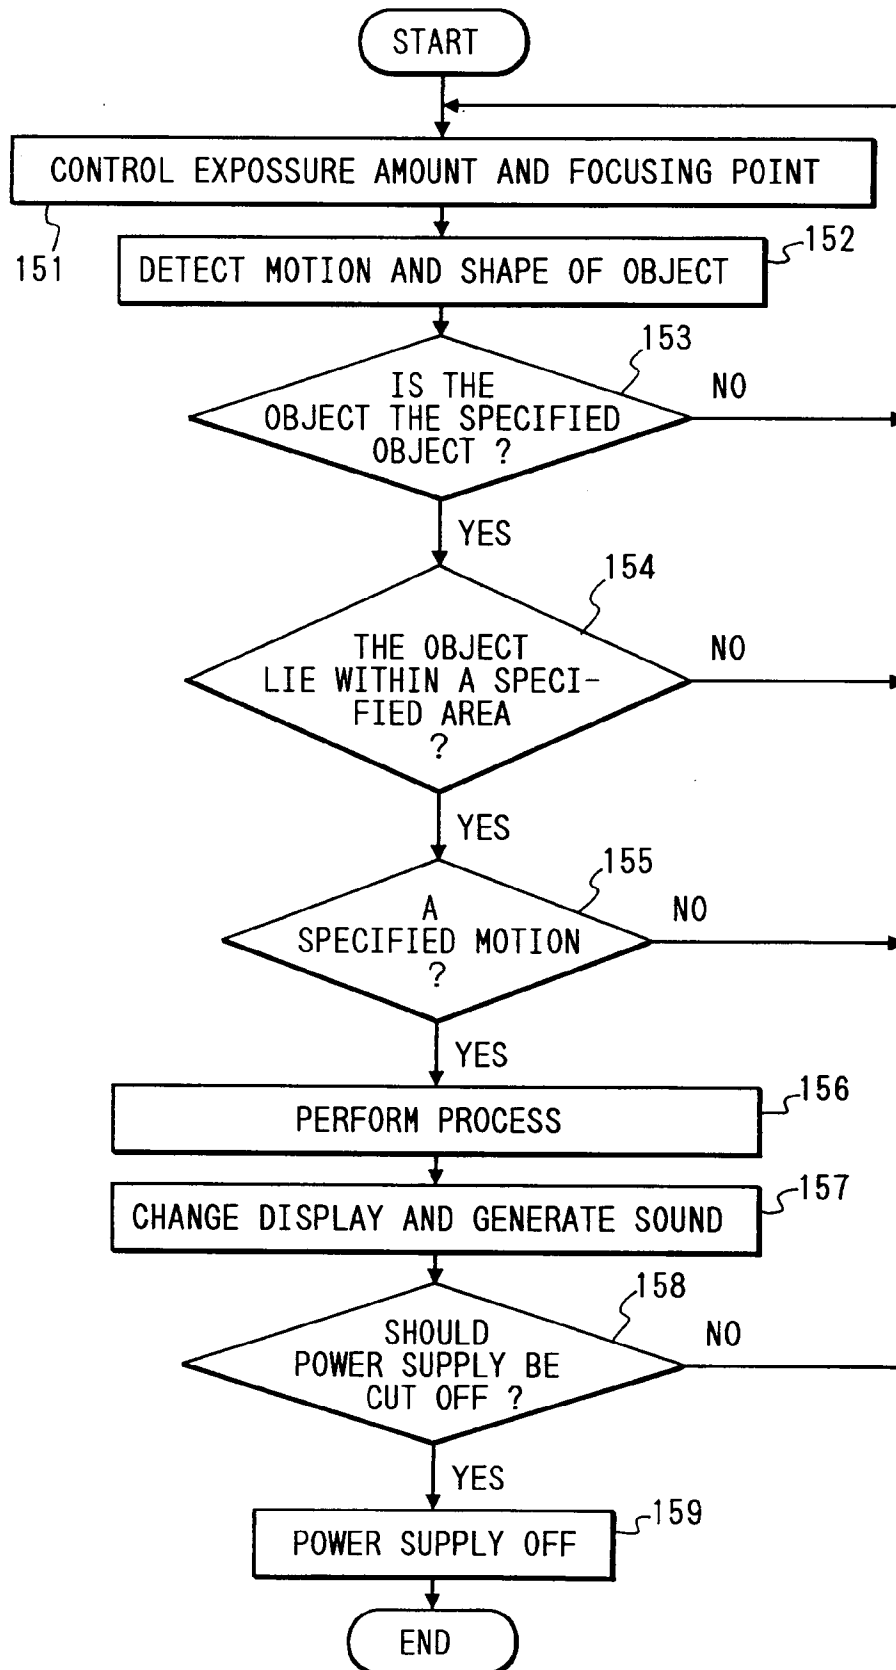 START
CONTROL EXPOSSURE AMOUNT AND FOCUSING POINT
151
152
DETECT MOTION AND SHAPE OF OBJECT
153
IS THE
OBJECT THE SPECIFIED
OBJECT ?
NO
YES
154
THE OBJECT
LIE WITHIN A SPECI-
FIED AREA
?
NO
YES
155
A
SPECIFIED MOTION
?
NO
YES
156
PERFORM PROCESS
157
CHANGE DISPLAY AND GENERATE SOUND
158
SHOULD
POWER SUPPLY BE
CUT OFF ?
NO
YES
159
POWER SUPPLY OFF
END